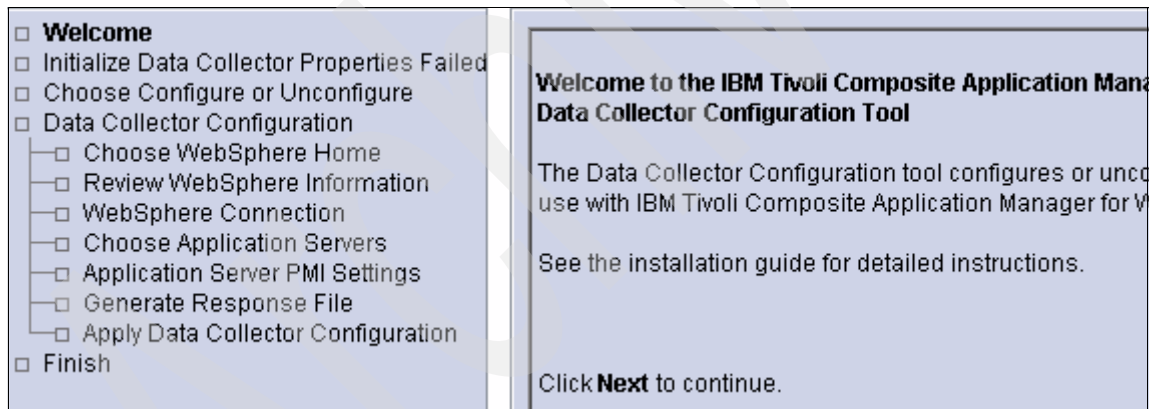 Welcome
Initialize Data Collector Properties Failed
Choose Configure or Unconfigure
Data Collector Configuration
Choose WebSphere Home
Review WebSphere Information
WebSphere Connection
Choose Application Servers
Application Server PMI Settings
Generate Response File
Apply Data Collector Configuration
Finish
Welcome to the IBM Tivoli Composite Application Mana
Data Collector Configuration Tool
The Data Collector Configuration tool configures or unco
use with IBM Tivoli Composite Application Manager for W
See the installation guide for detailed instructions.
Click Next to continue.